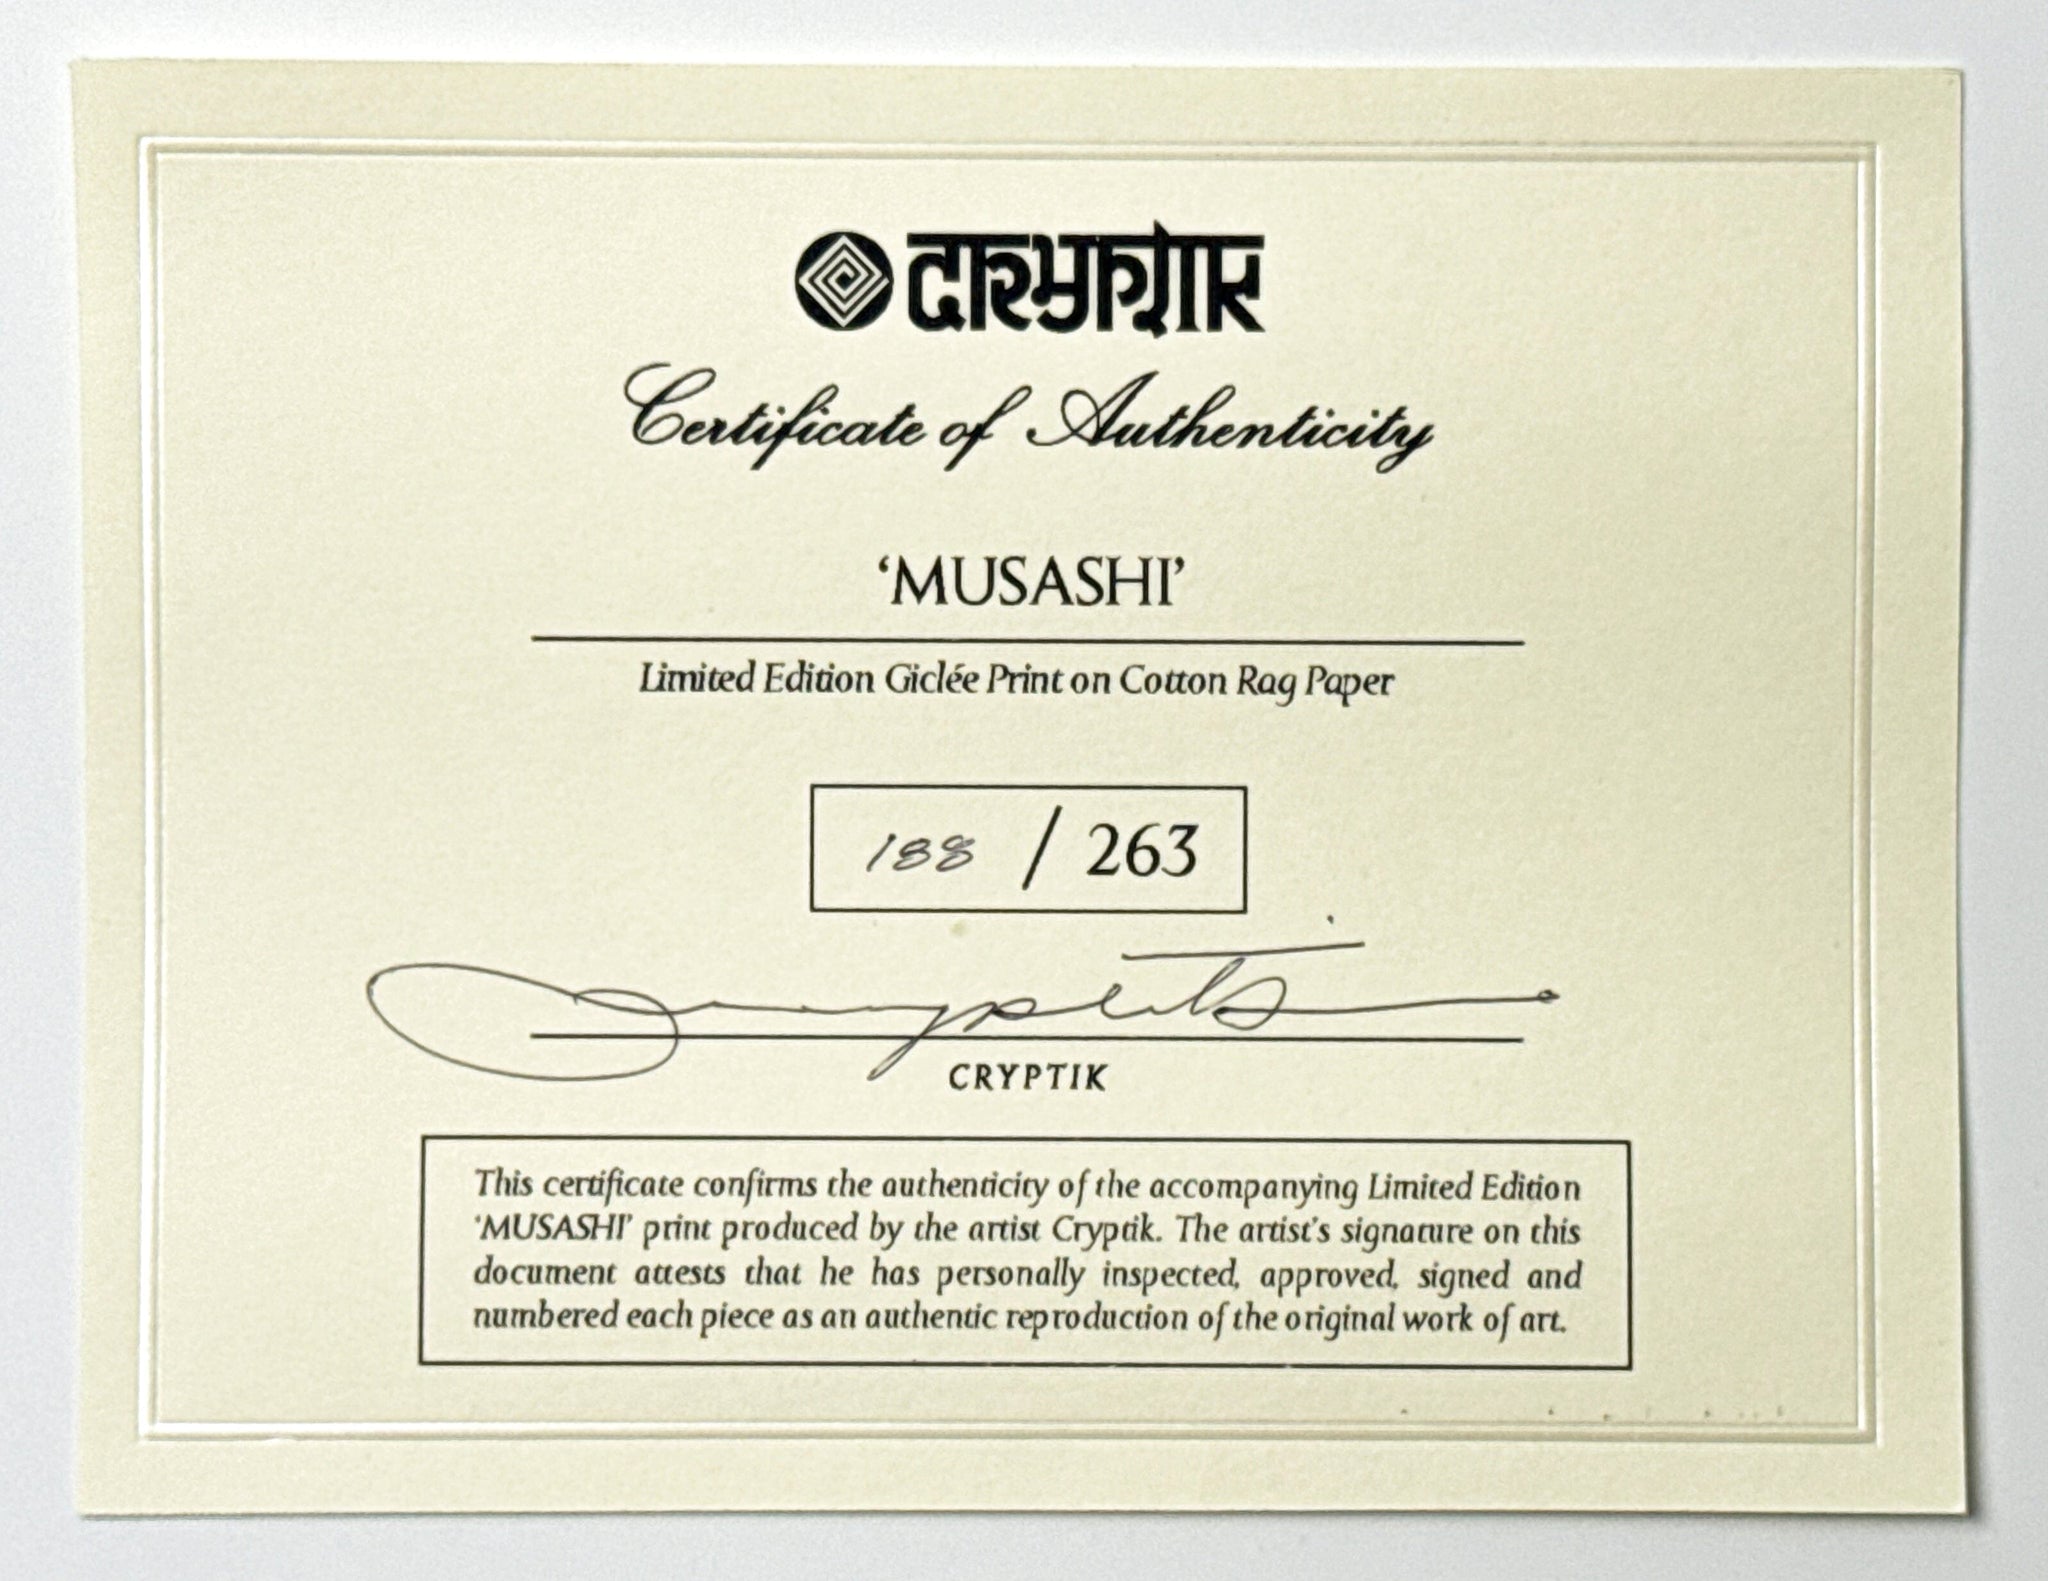 CRYPTIK
Certificate of Authenticity
‘MUSASHI’
Limited Edition Giclée Print on Cotton Rag Paper
188 / 263
Cryptik
CRYPTIK
This certificate confirms the authenticity of the accompanying Limited Edition
‘MUSASHI’ print produced by the artist Cryptik. The artist’s signature on this
document attests that he has personally inspected, approved, signed and
numbered each piece as an authentic reproduction of the original work of art.